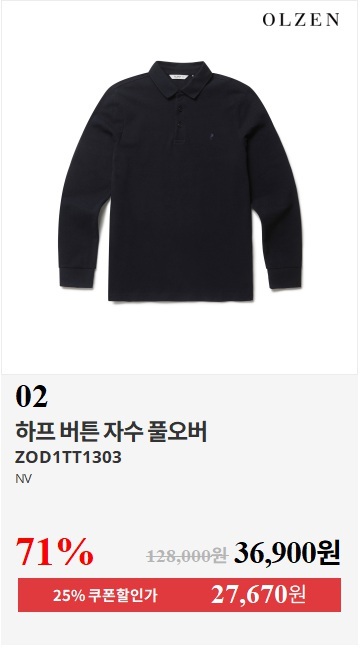 OLZEN
02
하프 버튼 자수 풀오버
ZOD1TT1303
NV
71% 128,000원 36,900원
25% 쿠폰할인가 27,670원